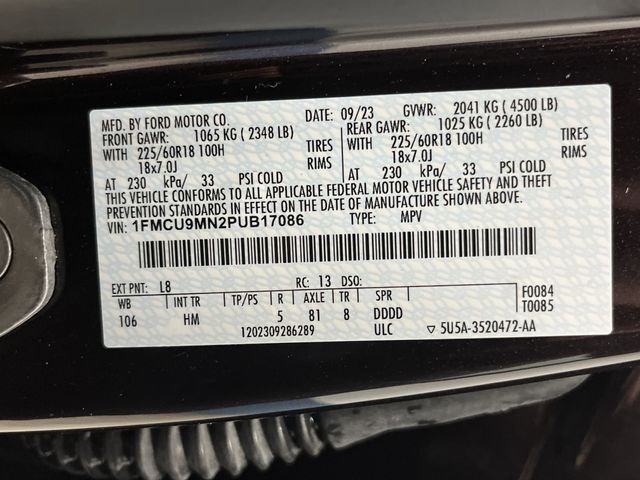 MFD. BY FORD MOTOR CO. DATE: 09/23 GVWR: 2041 KG ( 4500 LB)
FRONT GAWR: 1065 KG ( 2348 LB) REAR GAWR: 1025 KG ( 2260 LB)
WITH 225/60R18 100H TIRES WITH 225/60R18 100H TIRES
18x7.0J RIMS 18x7.0J RIMS
AT 230 kPa/ 33 PSI COLD AT 230 kPa/ 33 PSI COLD
THIS VEHICLE CONFORMS TO ALL APPLICABLE FEDERAL MOTOR VEHICLE SAFETY AND THEFT
PREVENTION STANDARDS IN EFFECT ON THE DATE OF MANUFACTURE SHOWN ABOVE.
VIN: 1FMCU9MN2PUB17086 TYPE: MPV
EXT PNT: L8 RC: 13 DSO:
WB INT TR TP/PS R AXLE TR SPR F0084
106 HM 5 81 8 DDDD T0085
1202309286289 ULC ▽ 5U5A-3520472-AA